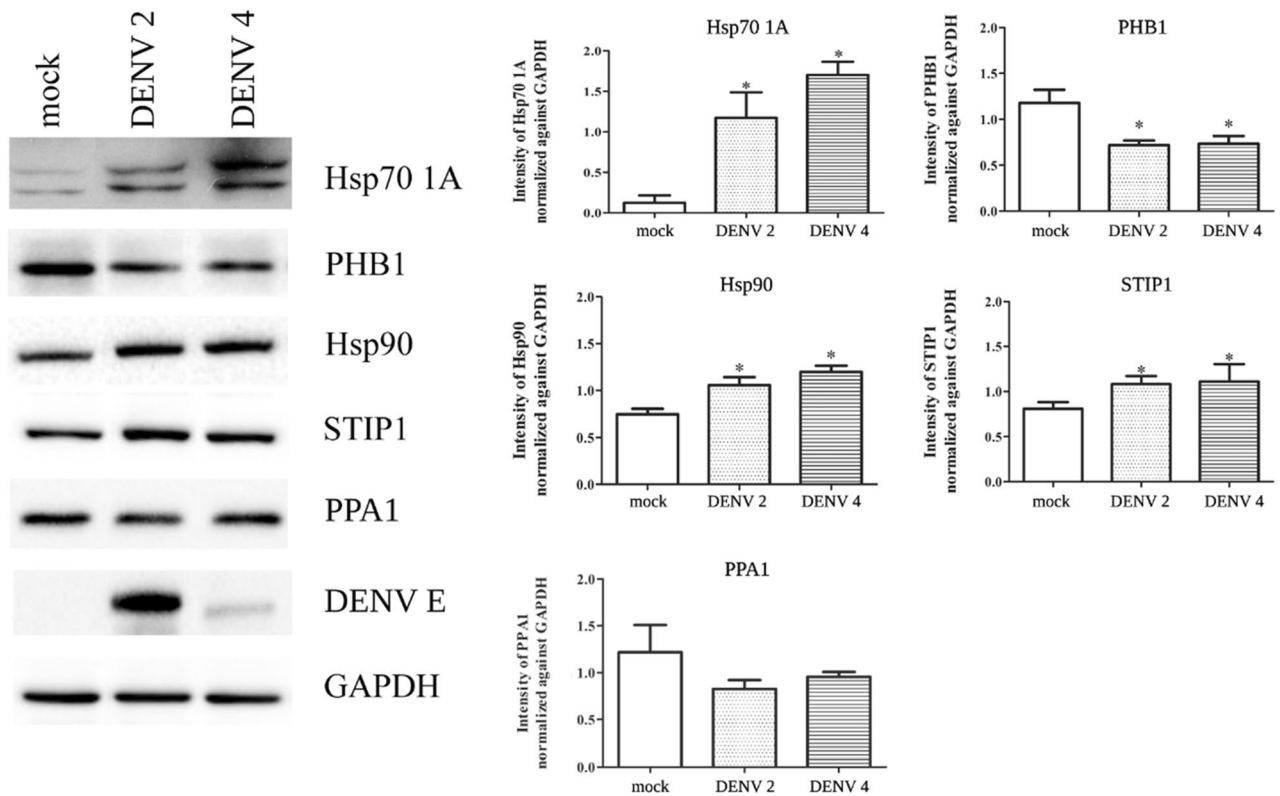 mock
DENV 2
DENV 4
Hsp70 1A
PHB1
Hsp90
STIP1
PPA1
DENV E
GAPDH
Hsp70 1A
Intensity of Hsp70 1A
normalized against GAPDH
2.0
1.5
1.0
0.5
0.0
*
*
mock
DENV 2
DENV 4
PHB1
Intensity of PHB1
normalized against GAPDH
2.0
1.5
1.0
0.5
0.0
*
*
mock
DENV 2
DENV 4
Hsp90
Intensity of Hsp90
normalized against GAPDH
2.0
1.5
1.0
0.5
0.0
*
*
mock
DENV 2
DENV 4
STIP1
Intensity of STIP1
normalized against GAPDH
2.0
1.5
1.0
0.5
0.0
*
*
mock
DENV 2
DENV 4
PPA1
Intensity of PPA1
normalized against GAPDH
2.0
1.5
1.0
0.5
0.0
mock
DENV 2
DENV 4